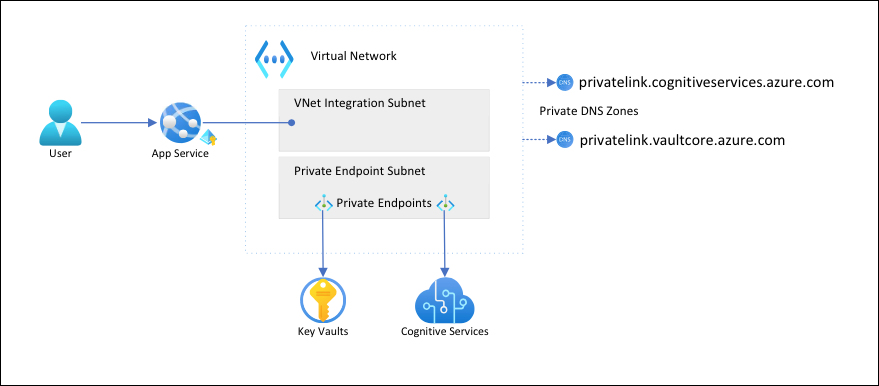 Virtual Network
privatelink.cognitiveservices.azure.com
DNS
VNet Integration Subnet
Private DNS Zones
User
App Service
DNS
privatelink.vaultcore.azure.com
Private Endpoint Subnet
Private Endpoints
Key Vaults
Cognitive Services